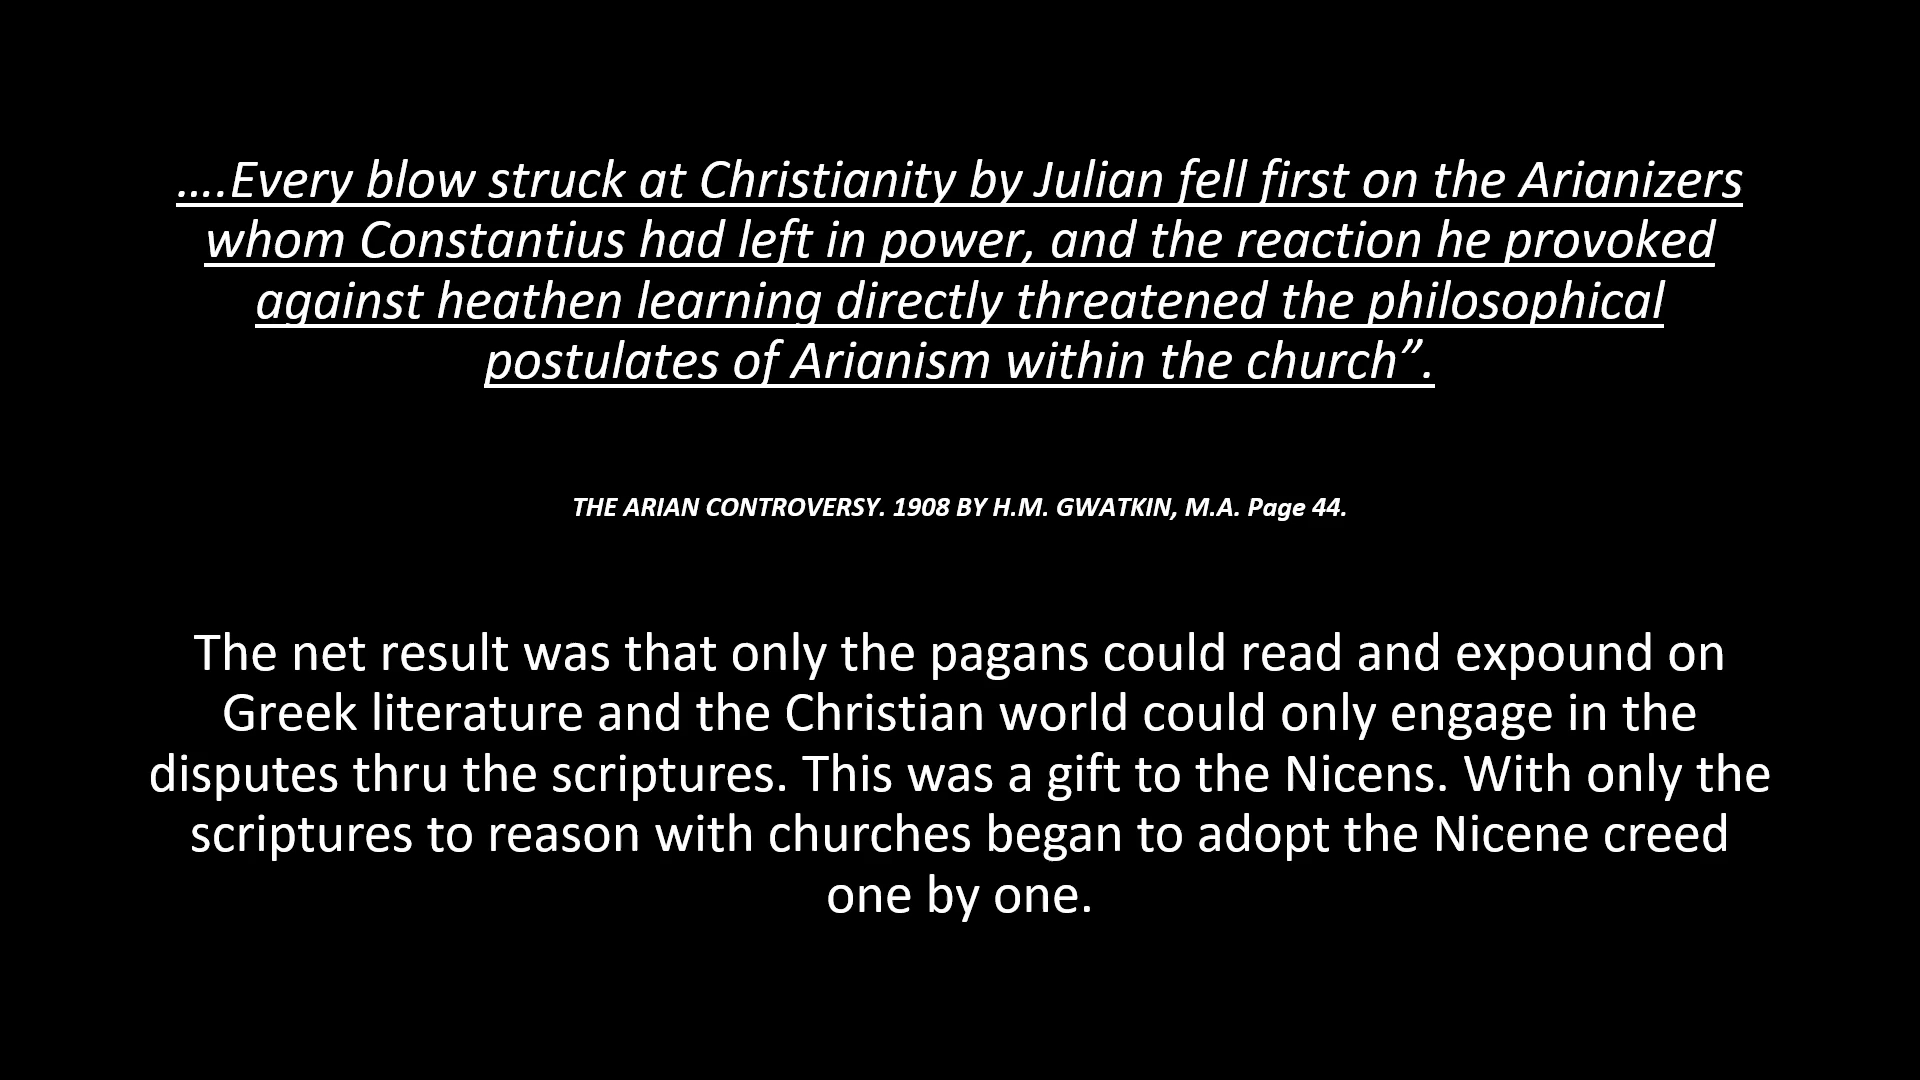 ….Every blow struck at Christianity by Julian fell first on the Arianizers
whom Constantius had left in power, and the reaction he provoked
against heathen learning directly threatened the philosophical
postulates of Arianism within the church”.
THE ARIAN CONTROVERSY. 1908 BY H.M. GWATKIN, M.A. Page 44.
The net result was that only the pagans could read and expound on
Greek literature and the Christian world could only engage in the
disputes thru the scriptures. This was a gift to the Nicens. With only the
scriptures to reason with churches began to adopt the Nicene creed
one by one.